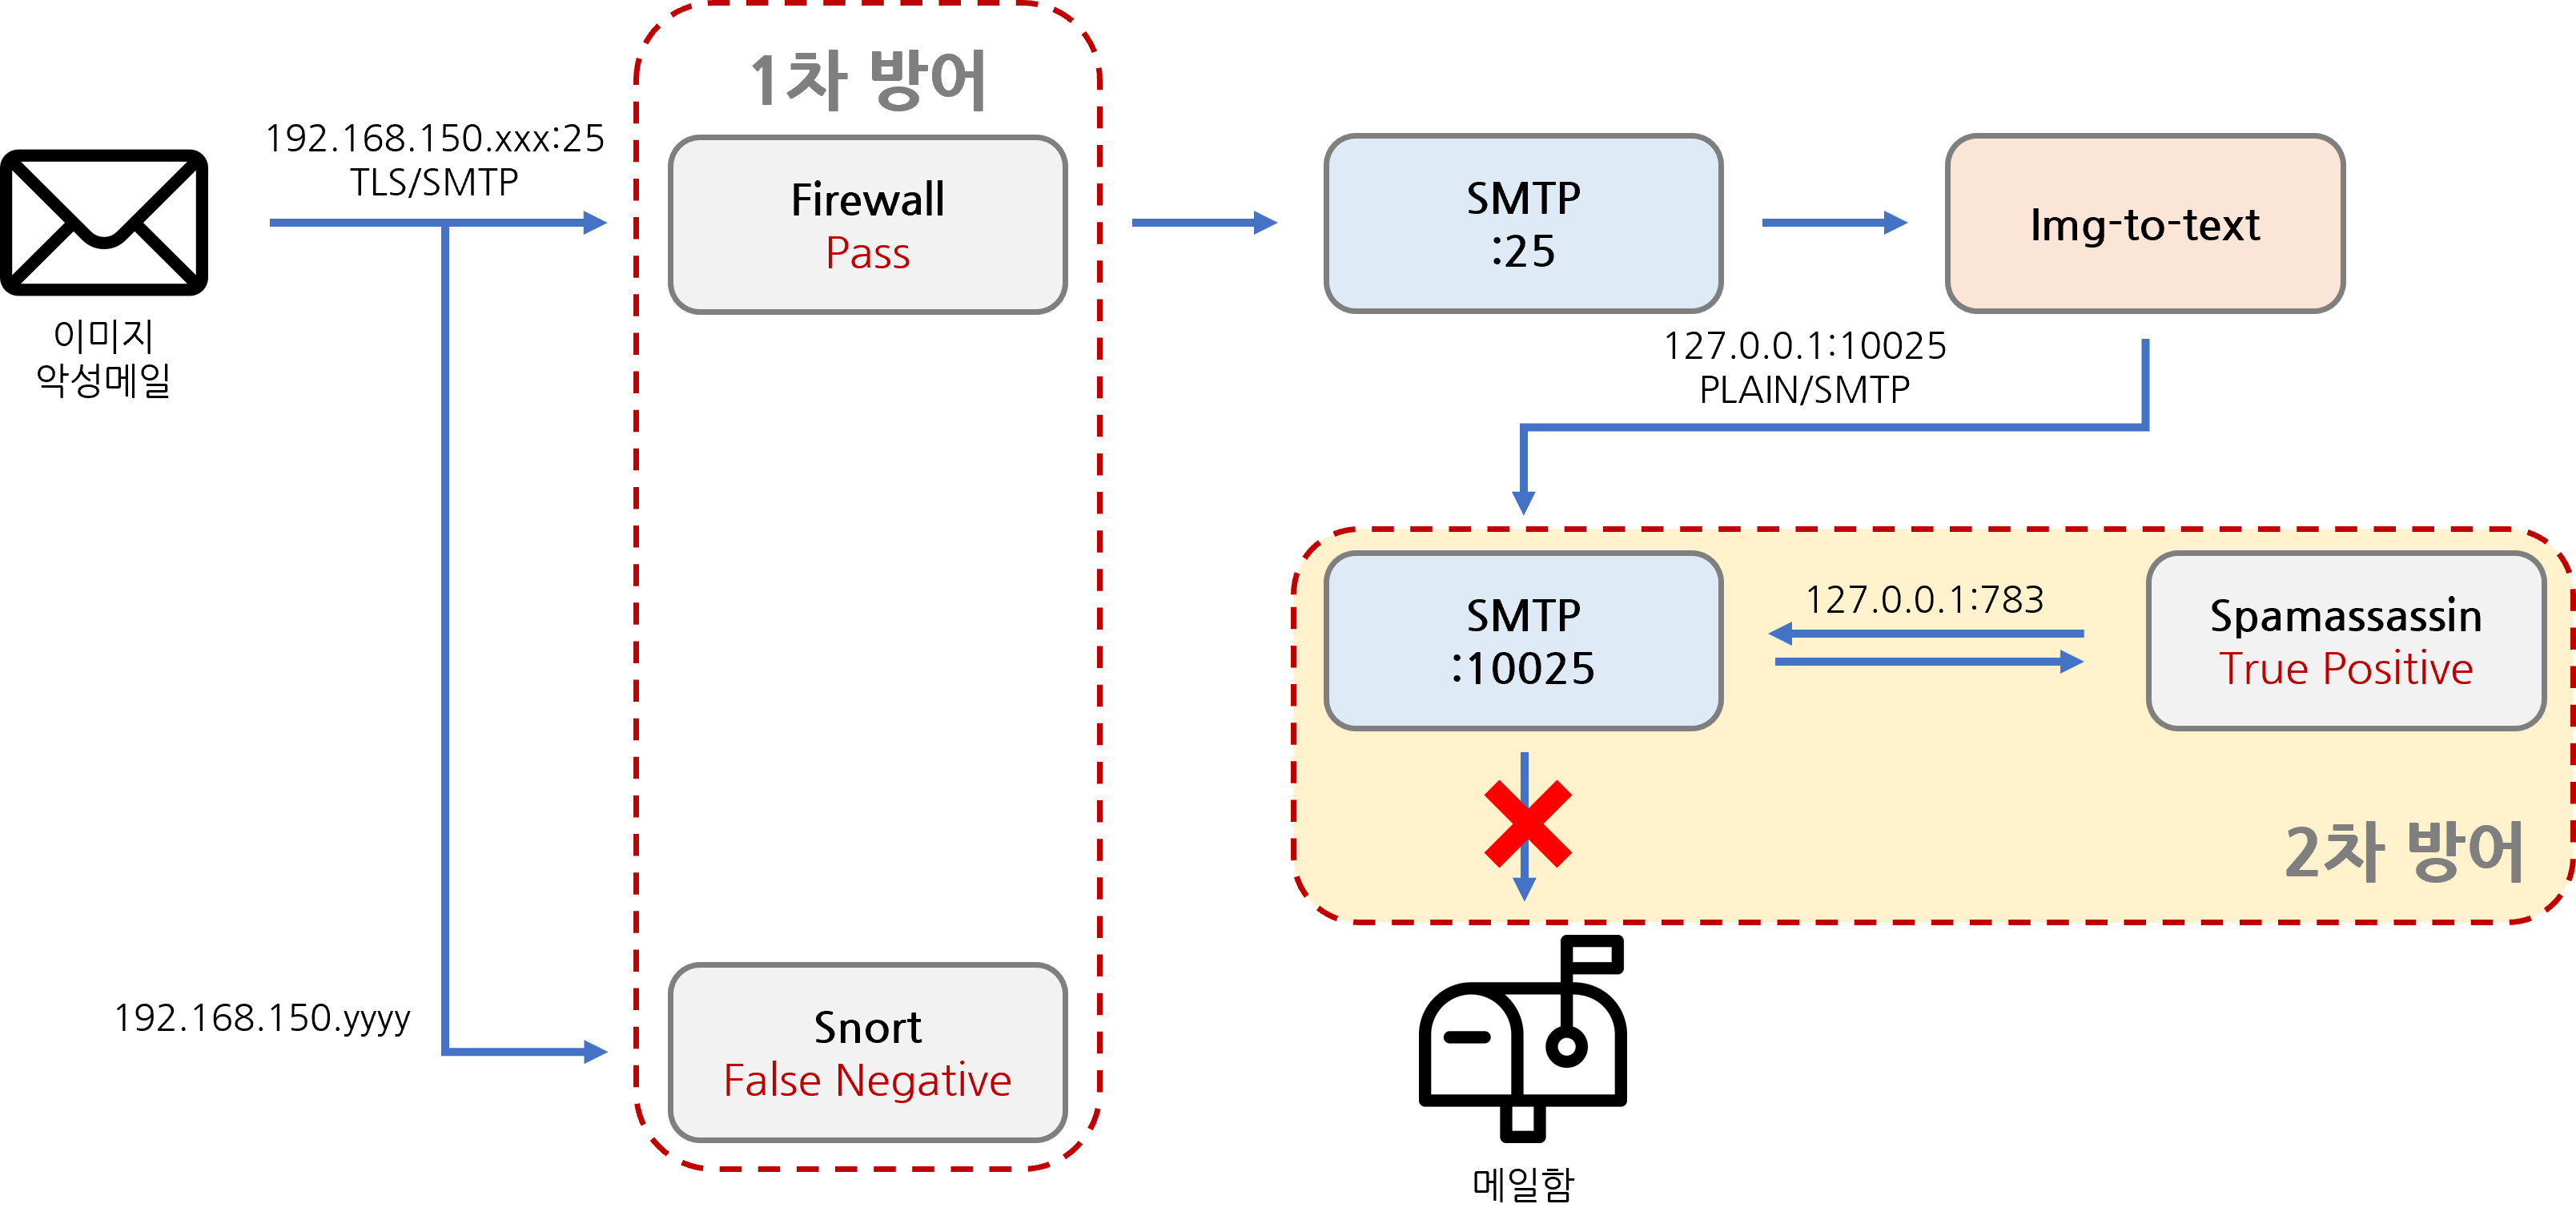 1차 방어
192.168.150.xxx:25
TLS/SMTP
이미지
악성메일
Firewall
Pass
SMTP
:25
Img-to-text
127.0.0.1:10025
PLAIN/SMTP
SMTP
:10025
127.0.0.1:783
Spamassassin
True Positive
2차 방어
192.168.150.yyyy
Snort
False Negative
메일함